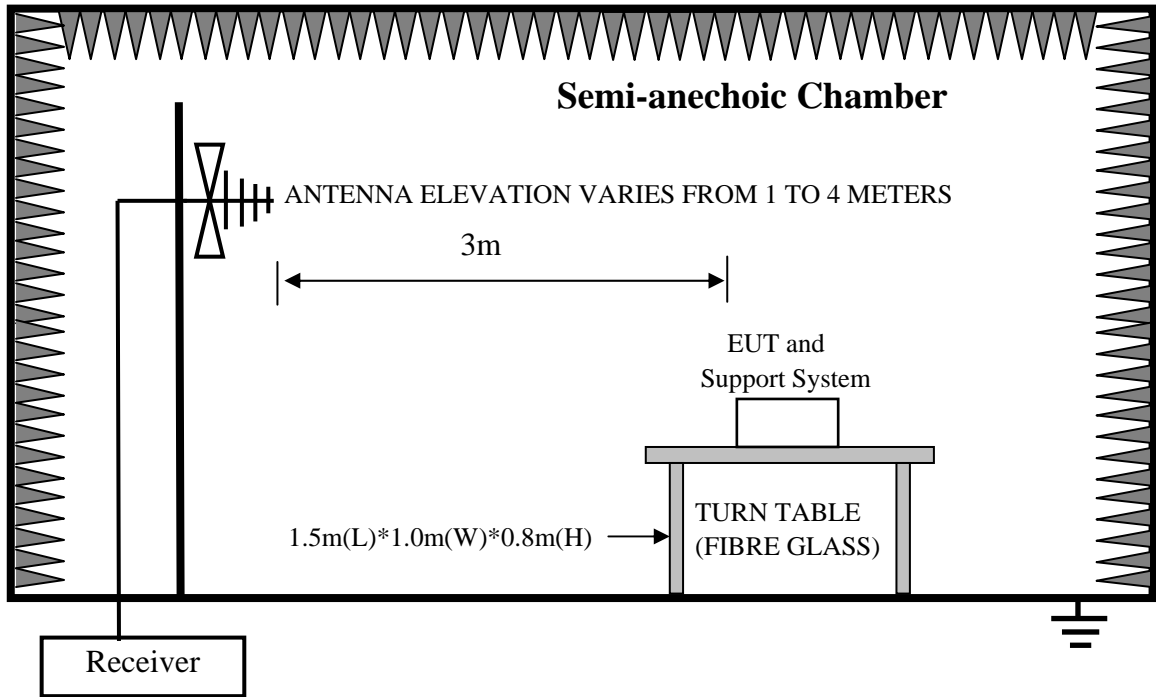 Semi-anechoic Chamber
ANTENNA ELEVATION VARIES FROM 1 TO 4 METERS
3m
EUT and
Support System
1.5m(L)*1.0m(W)*0.8m(H)
TURN TABLE
(FIBRE GLASS)
Receiver